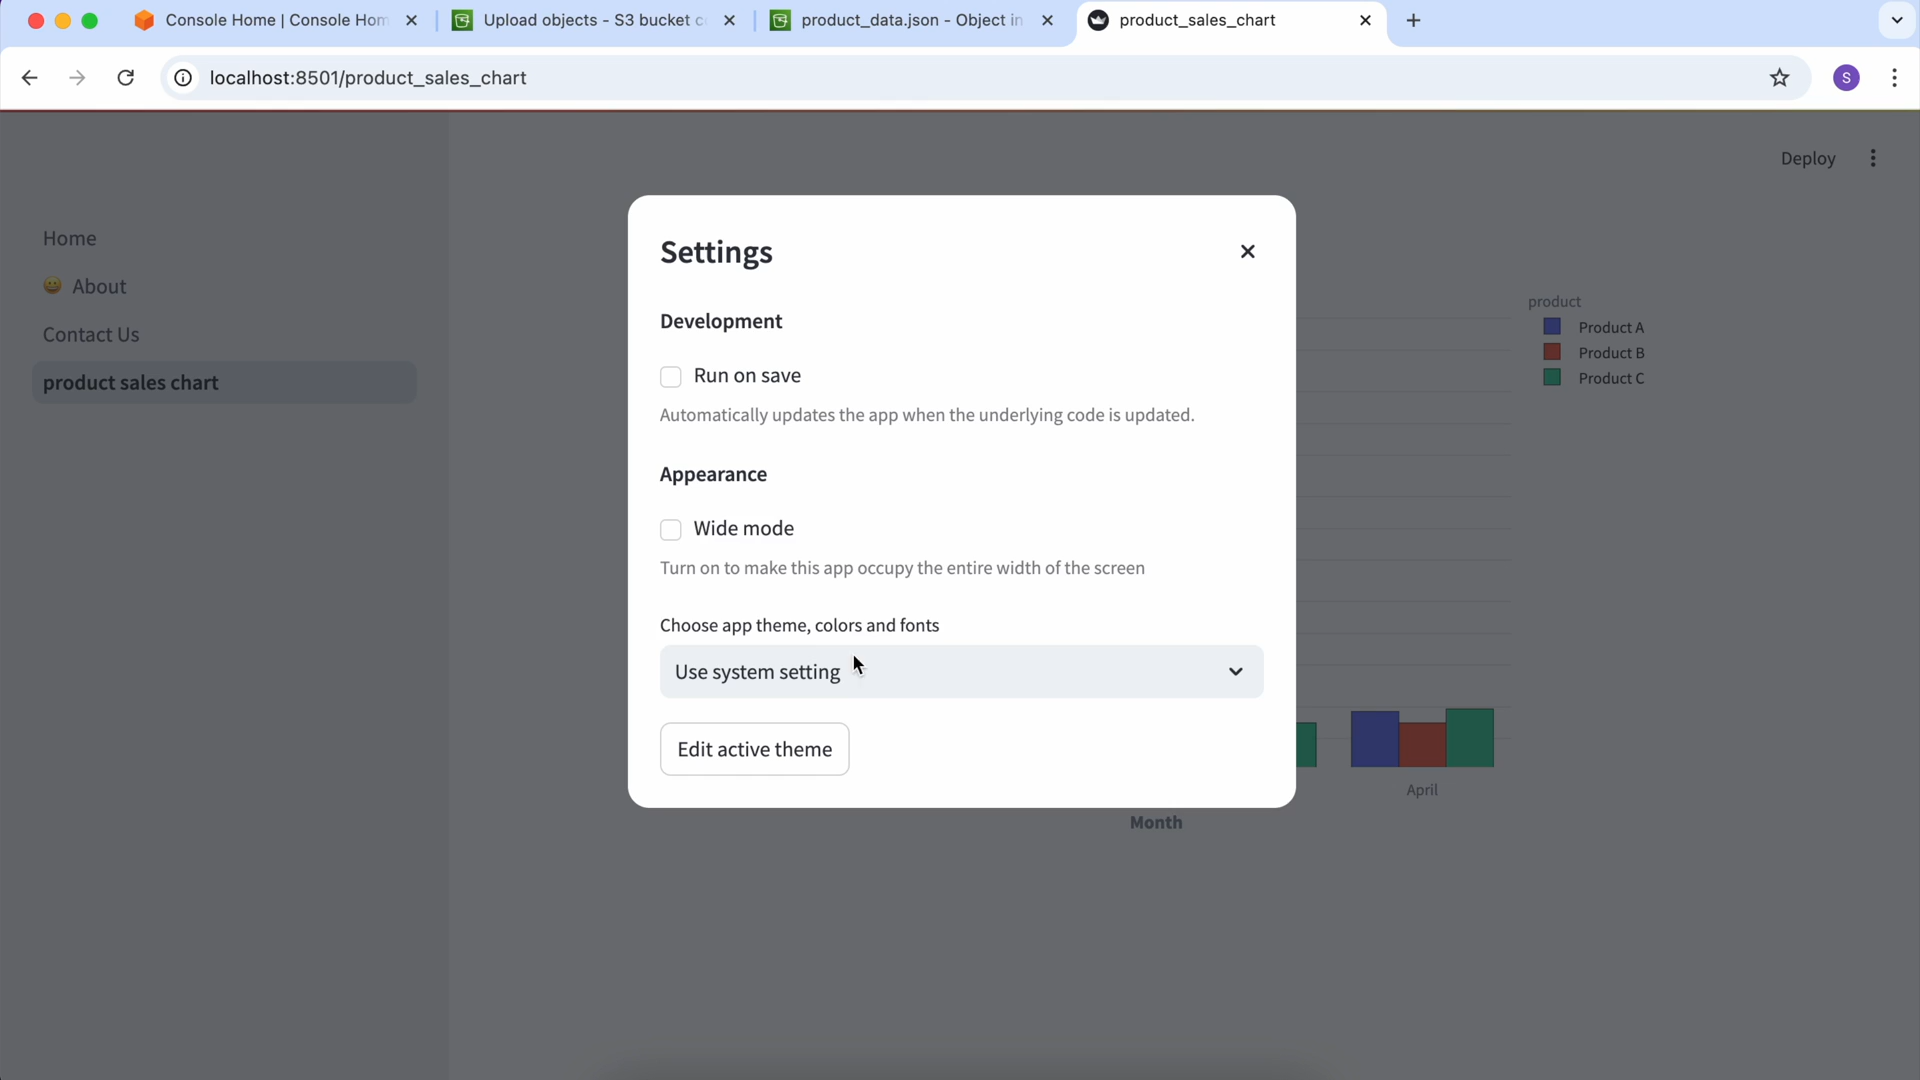 Console Home | Console Hom
Upload objects - S3 bucket c
product_data.json - Object in
product_sales_chart
localhost:8501/product_sales_chart
S
Deploy
Home
😀 About
Contact Us
product sales chart
Settings
Development
Run on save
Automatically updates the app when the underlying code is updated.
Appearance
Wide mode
Turn on to make this app occupy the entire width of the screen
Choose app theme, colors and fonts
Use system setting
Edit active theme
product
Product A
Product B
Product C
April
Month